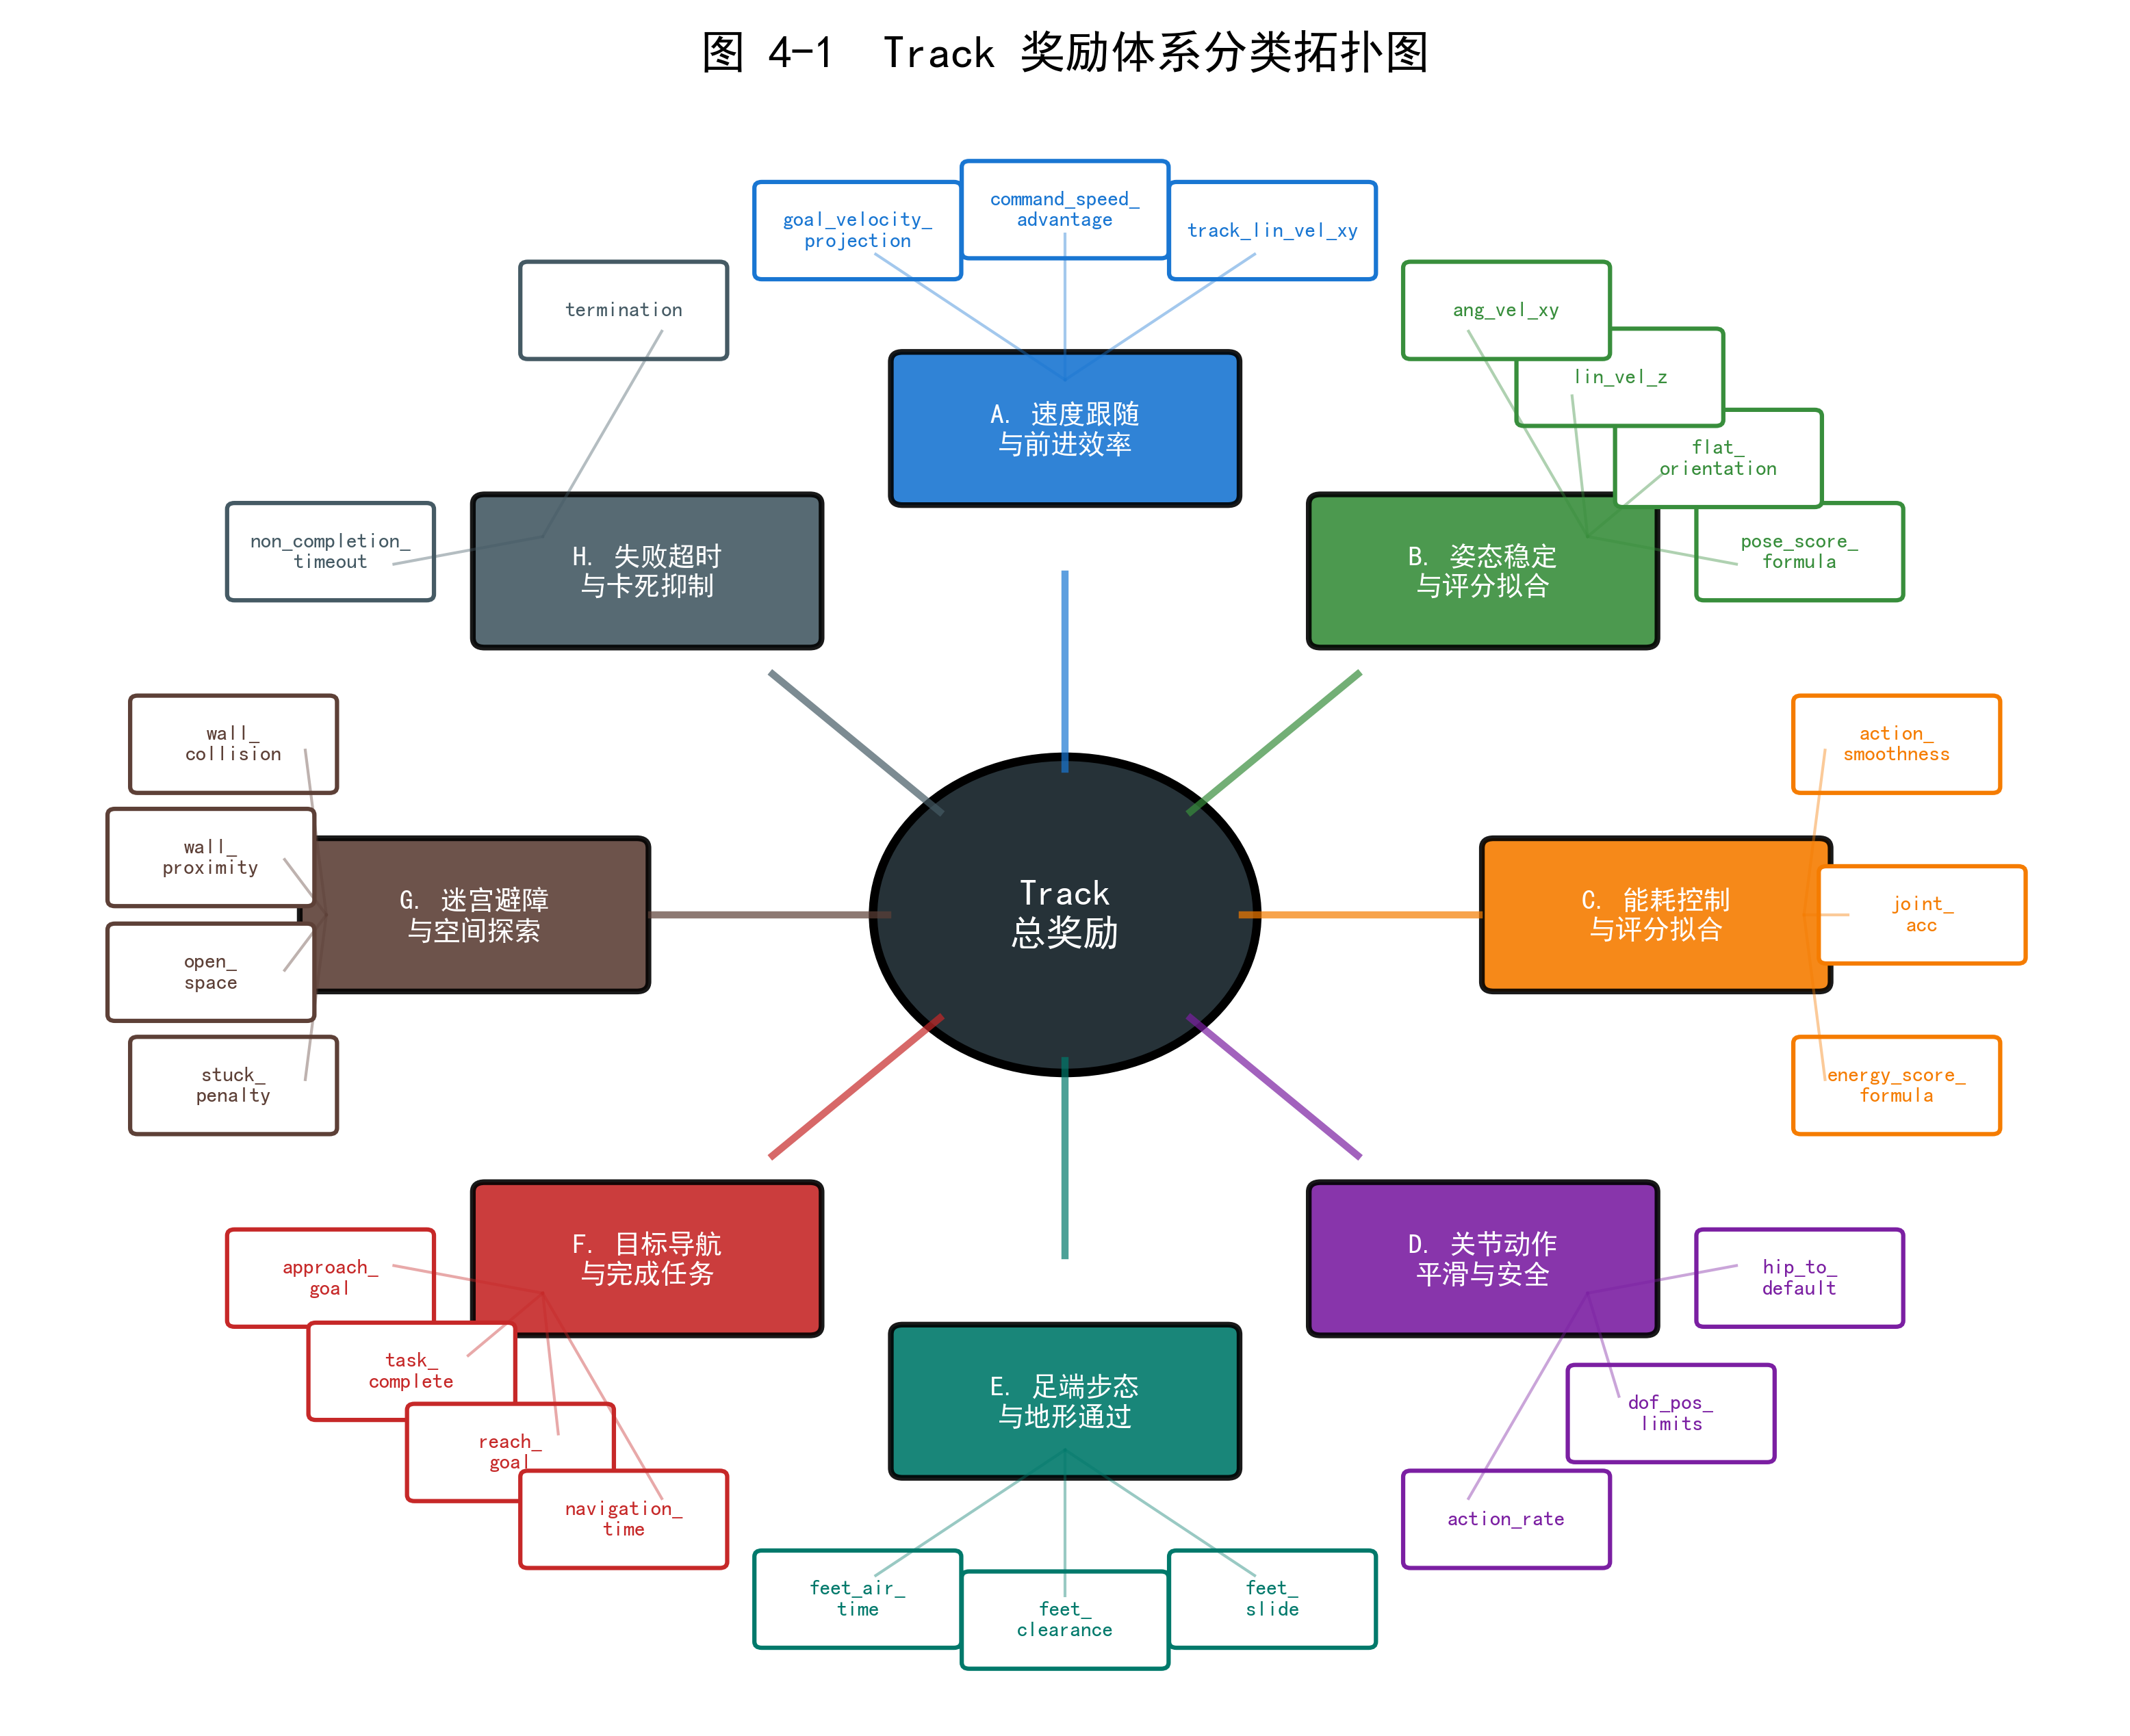 图 4-1  Track 奖励体系分类拓扑图
goal_velocity_
projection
command_speed_
advantage
track_lin_vel_xy
A. 速度跟随
与前进效率
ang_vel_xy
lin_vel_z
flat_
orientation
pose_score_
formula
B. 姿态稳定
与评分拟合
action_
smoothness
joint_
acc
energy_score_
formula
C. 能耗控制
与评分拟合
hip_to_
default
dof_pos_
limits
action_rate
D. 关节动作
平滑与安全
E. 足端步态
与地形通过
feet_air_
time
feet_
clearance
feet_
slide
F. 目标导航
与完成任务
approach_
goal
task_
complete
reach_
goal
navigation_
time
G. 迷宫避障
与空间探索
wall_
collision
wall_
proximity
open_
space
stuck_
penalty
H. 失败超时
与卡死抑制
termination
non_completion_
timeout
Track
总奖励